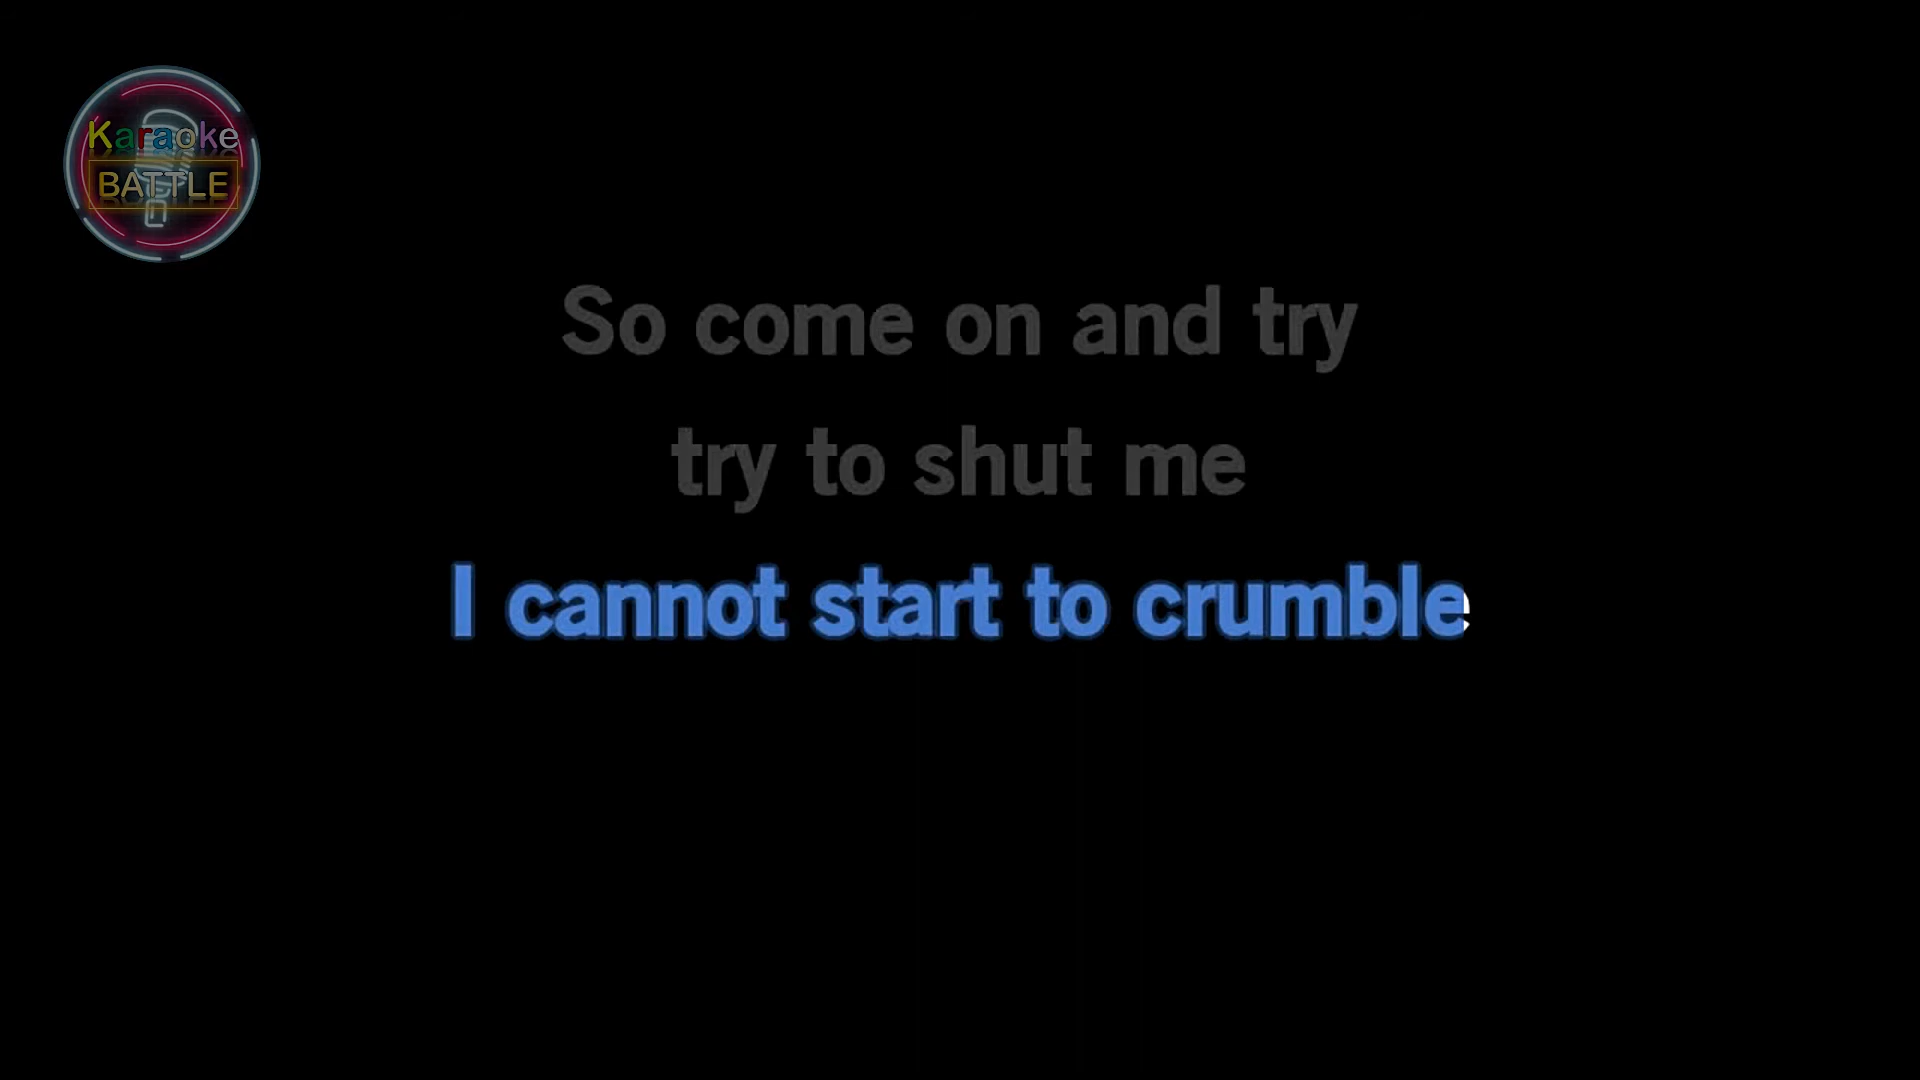 Karaoke
BATTLE
So come on and try
try to shut me
I cannot start to crumble